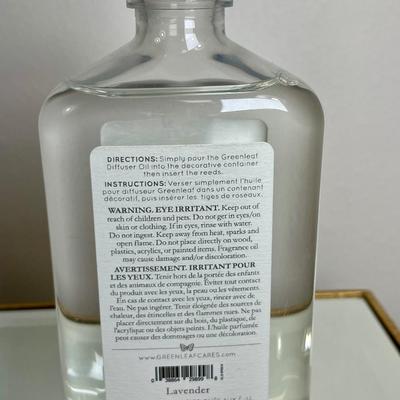 DIRECTIONS: Simply pour the Greenleaf
Diffuser Oil into the decorative container
then insert the reeds.
INSTRUCTIONS: Verser simplement l'huile
pour diffuseur Greenleaf dans un contenant
décoratif, puis insérer les tiges de roseau.
WARNING. EYE IRRITANT. Keep out of
reach of children and pets. Do not get in eyes/on
skin or clothing. If in eyes, rinse with water.
Do not ingest. Keep away from heat, sparks and
open flame. Do not place directly on wood,
plastics, acrylics, or painted items. Fragrance oil
may cause damage and/or discoloration.
AVERTISSEMENT. IRRITANT POUR
LES YEUX. Tenir hors de la portée des enfants
et des animaux de compagnie. Éviter tout contact
du produit avec les yeux, la peau ou les vêtements.
En cas de contact avec les yeux, rincer avec de
l'eau. Ne pas ingérer. Tenir éloignée des sources de
chaleur, des étincelles et des flammes nues. Ne pas
placer directement sur du bois, du plastique, de
l'acrylique ou des objets peints. L'huile parfumée
peut causer des dommages et/ou la décoloration.
WWW.GREENLEAFCARES.COM
Lavender